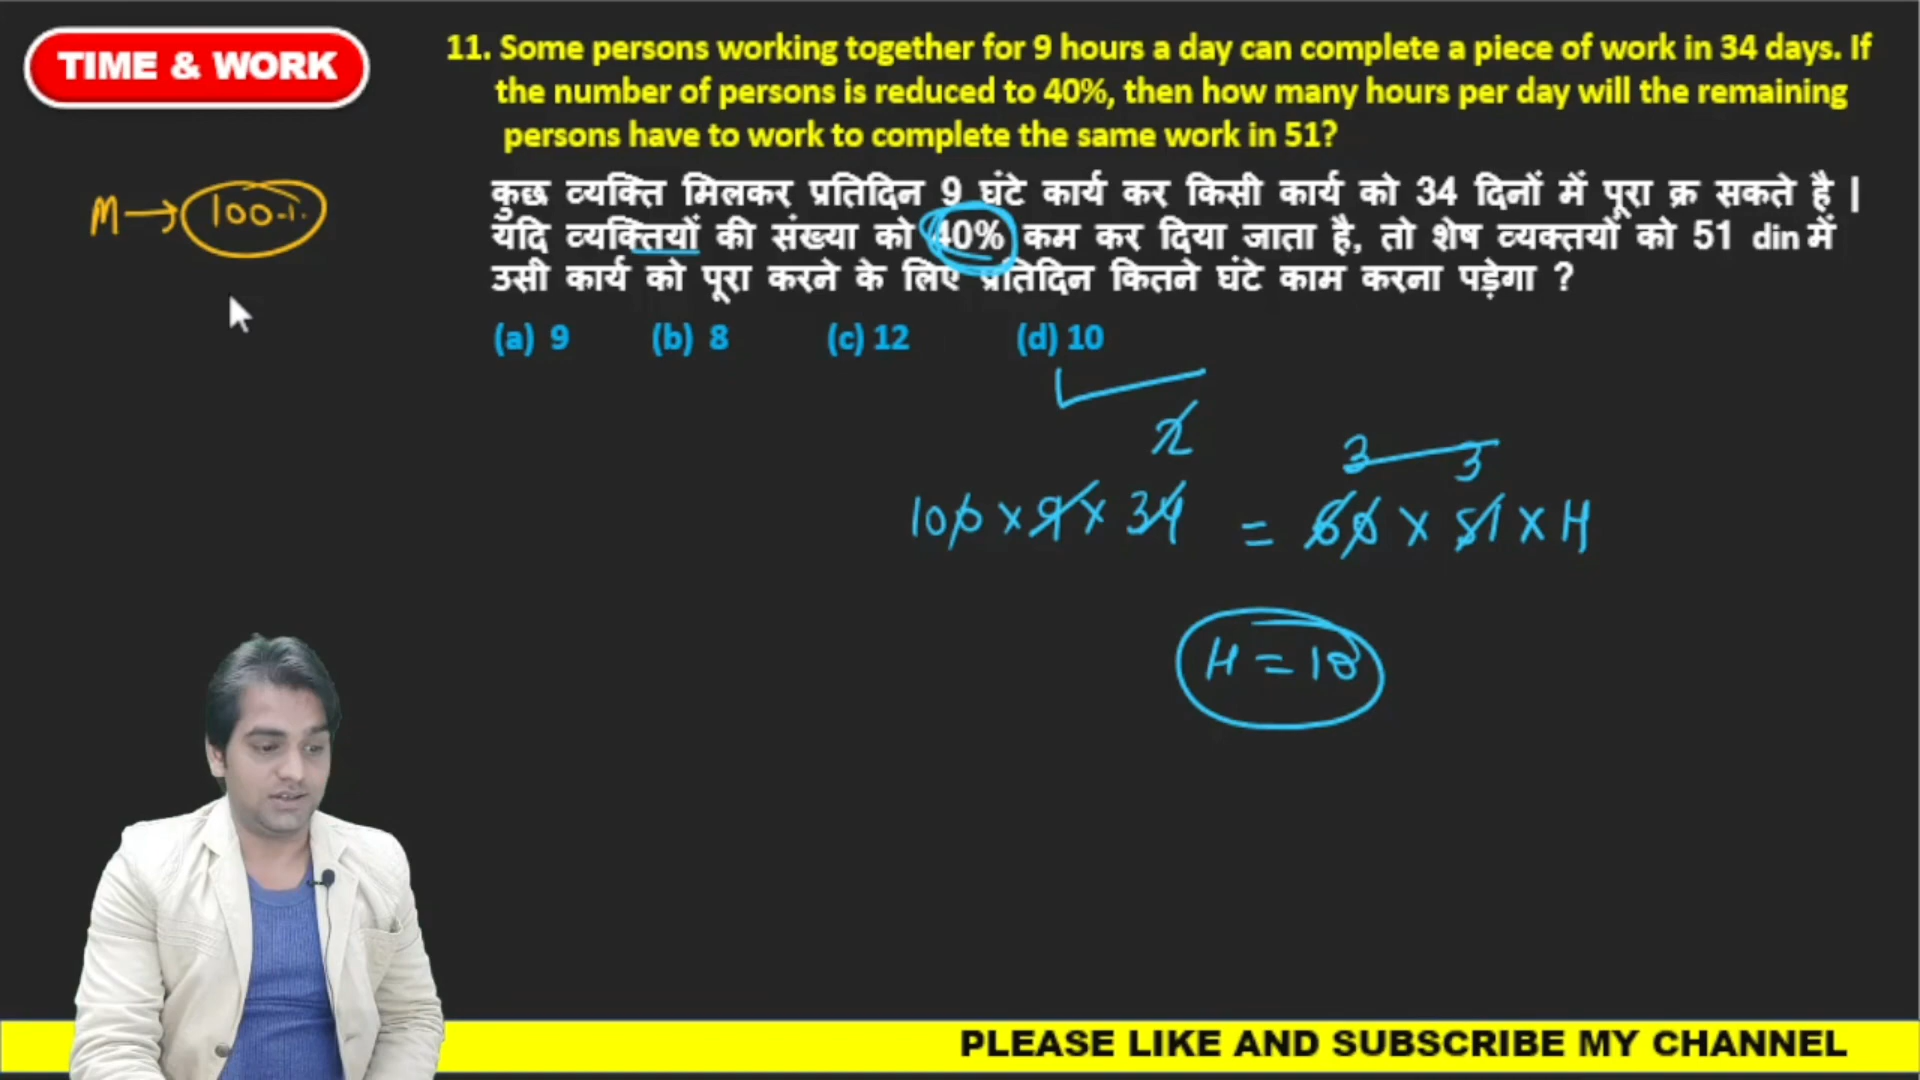 TIME & WORK
11. Some persons working together for 9 hours a day can complete a piece of work in 34 days. If
the number of persons is reduced to 40%, then how many hours per day will the remaining
persons have to work to complete the same work in 51?
M → 100%
कुछ व्यक्ति मिलकर प्रतिदिन 9 घंटे कार्य कर किसी कार्य को 34 दिनों में पूरा क्र सकते है |
यदि व्यक्तियों की संख्या को 40% कम कर दिया जाता है, तो शेष व्यक्तयों को 51 din में
उसी कार्य को पूरा करने के लिए प्रतिदिन कितने घंटे काम करना पड़ेगा ?
(a) 9 (b) 8 (c) 12 (d) 10
2 3 3
100 x 9 x 34 = 60 x 51 x H
H = 10
PLEASE LIKE AND SUBSCRIBE MY CHANNEL